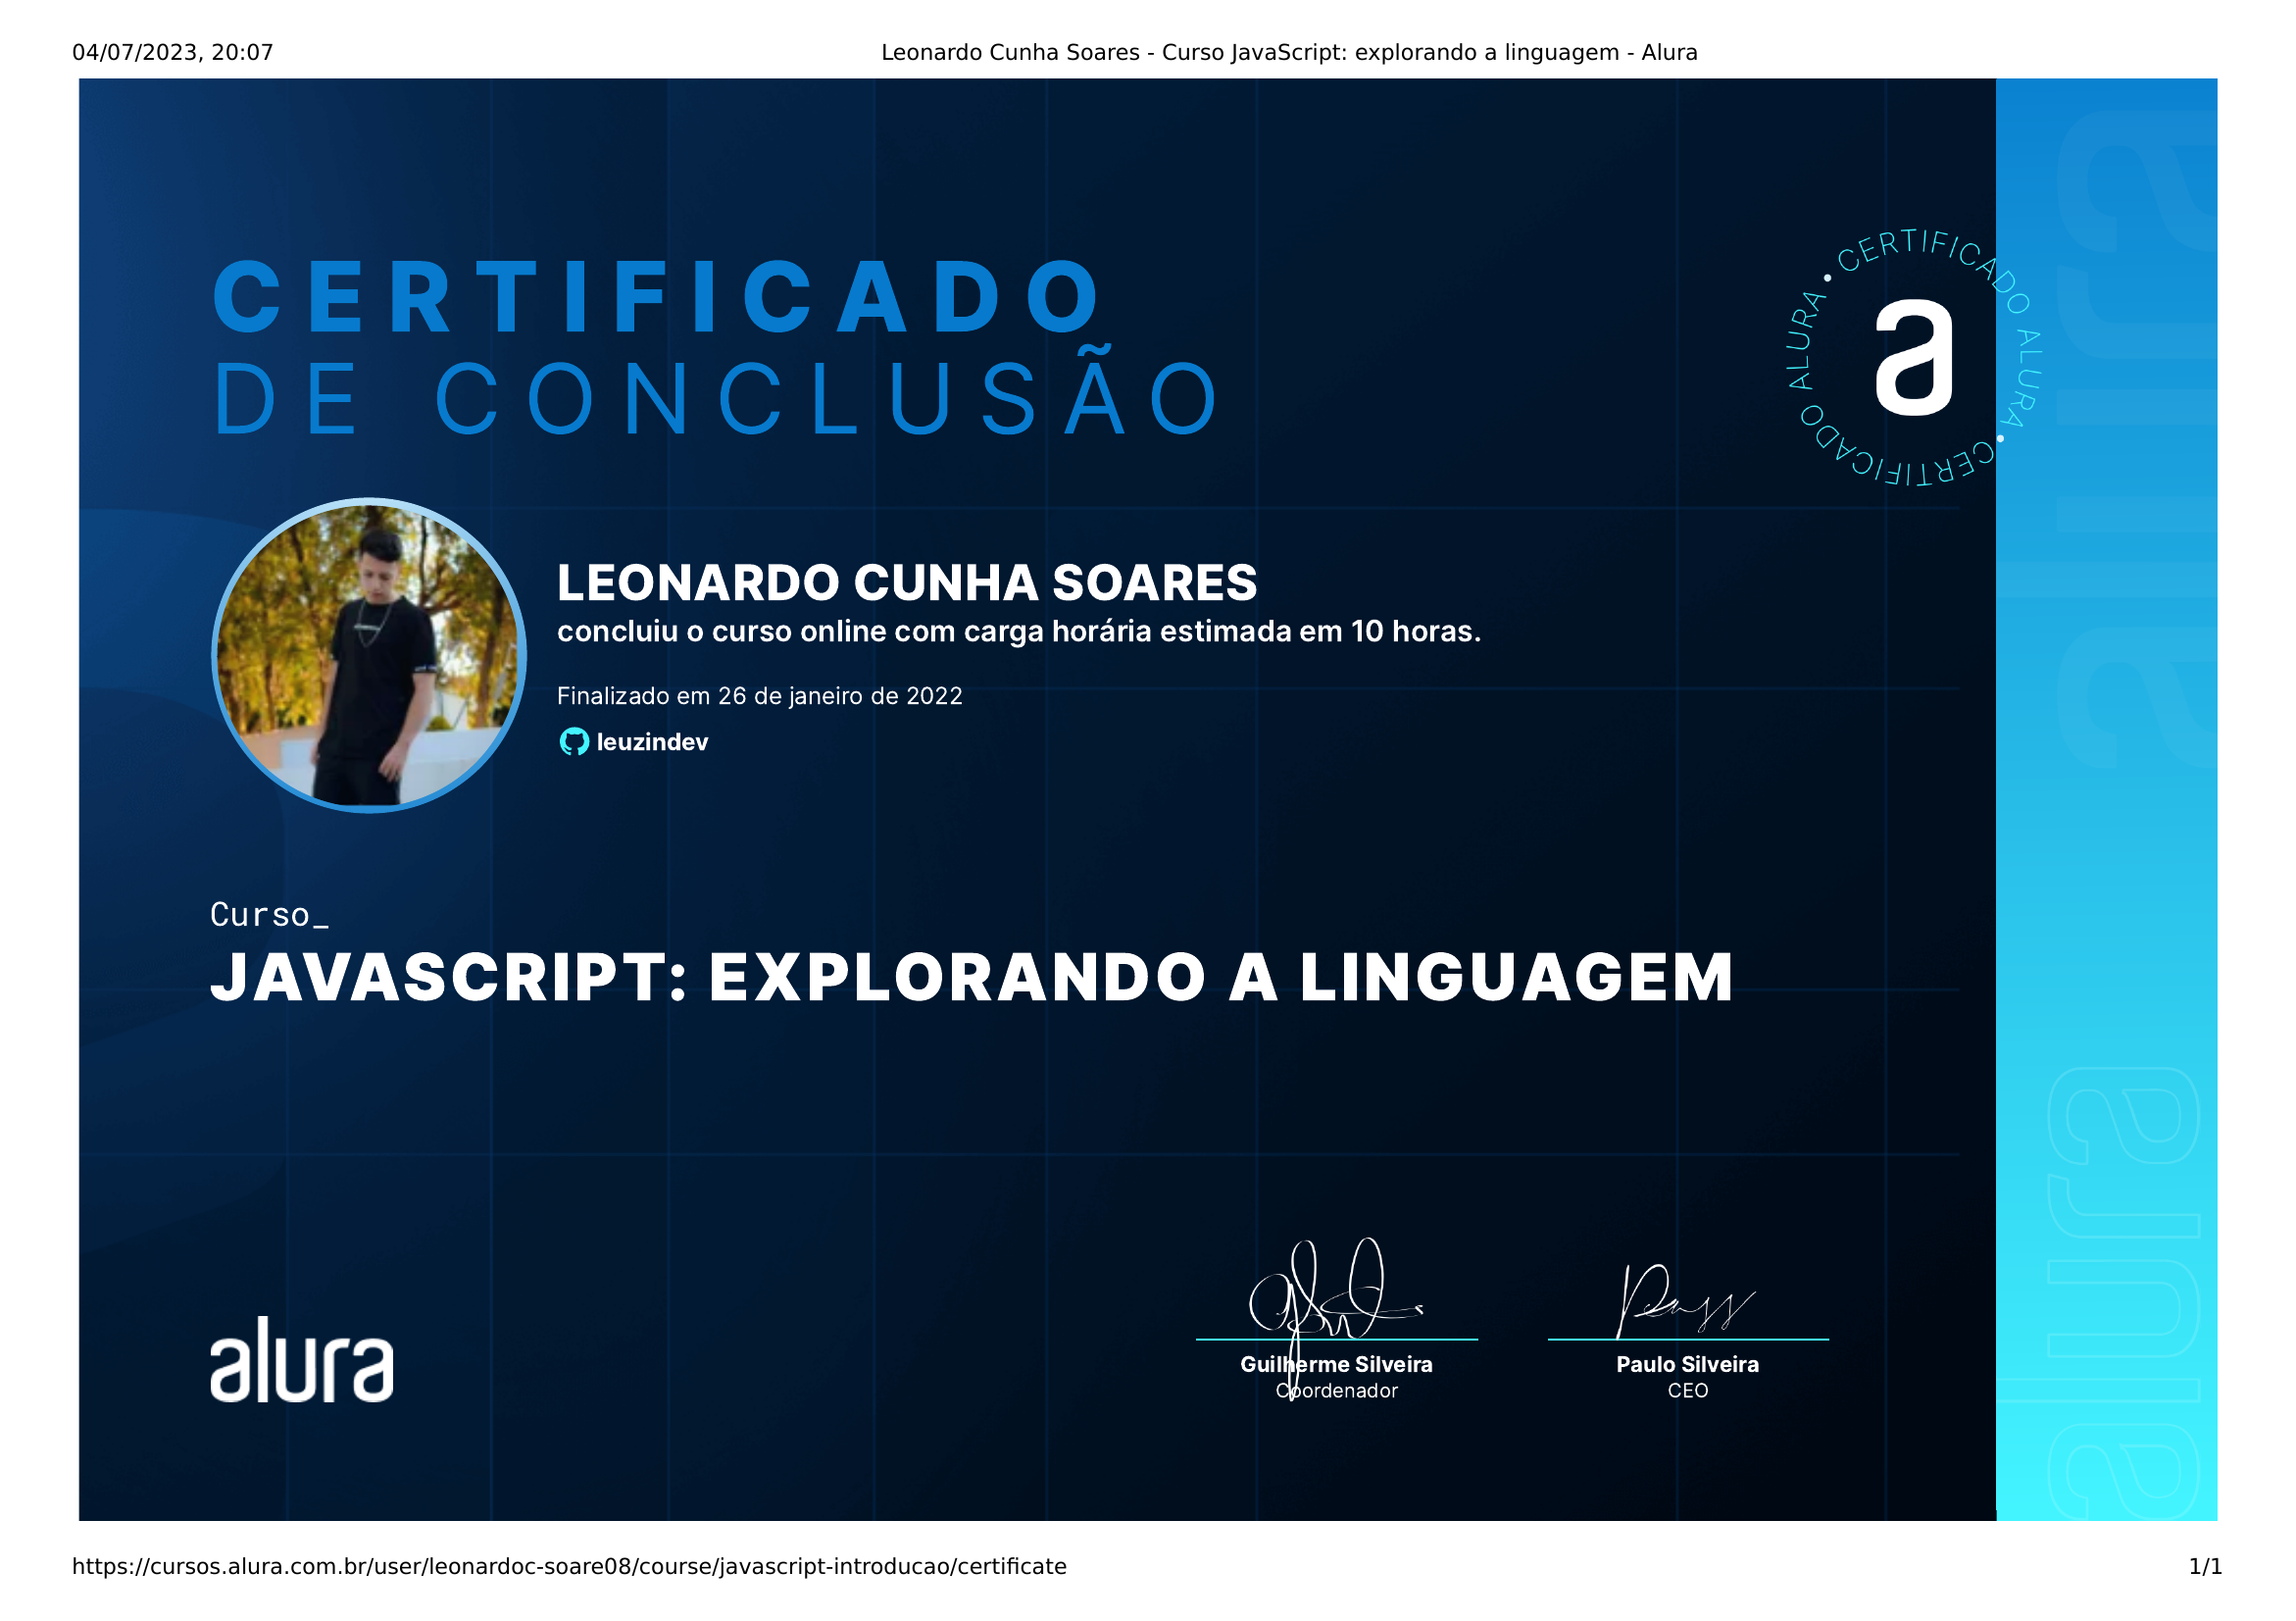 04/07/2023, 20:07
Leonardo Cunha Soares - Curso JavaScript: explorando a linguagem - Alura
CERTIFICADO
DE CONCLUSÃO
CERTIFICADO ALURA • CERTIFICADO ALURA •
a
LEONARDO CUNHA SOARES
concluiu o curso online com carga horária estimada em 10 horas.
Finalizado em 26 de janeiro de 2022
leuzindev
Curso_
JAVASCRIPT: EXPLORANDO A LINGUAGEM
alura
alura
alura
Guilherme Silveira
Coordenador
Paulo Silveira
CEO
https://cursos.alura.com.br/user/leonardoc-soare08/course/javascript-introducao/certificate
1/1